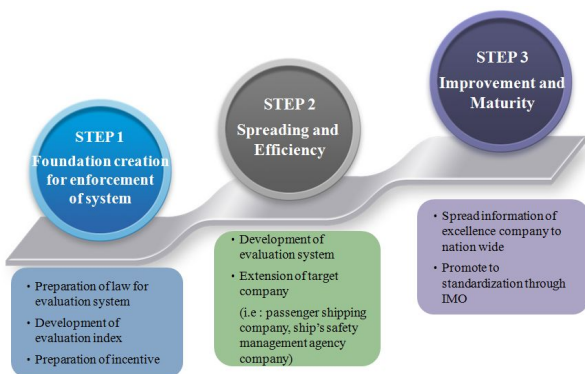 STEP 1
Foundation creation
for enforcement
of system
• Preparation of law for
evaluation system
• Development of
evaluation index
• Preparation of incentive
STEP 2
Spreading and
Efficiency
• Development of
evaluation system
• Extension of target
company
(i.e : passenger shipping
company, ship's safety
management agency
company)
STEP 3
Improvement and
Maturity
• Spread information of
excellence company to
nation wide
• Promote to
standardization through
IMO